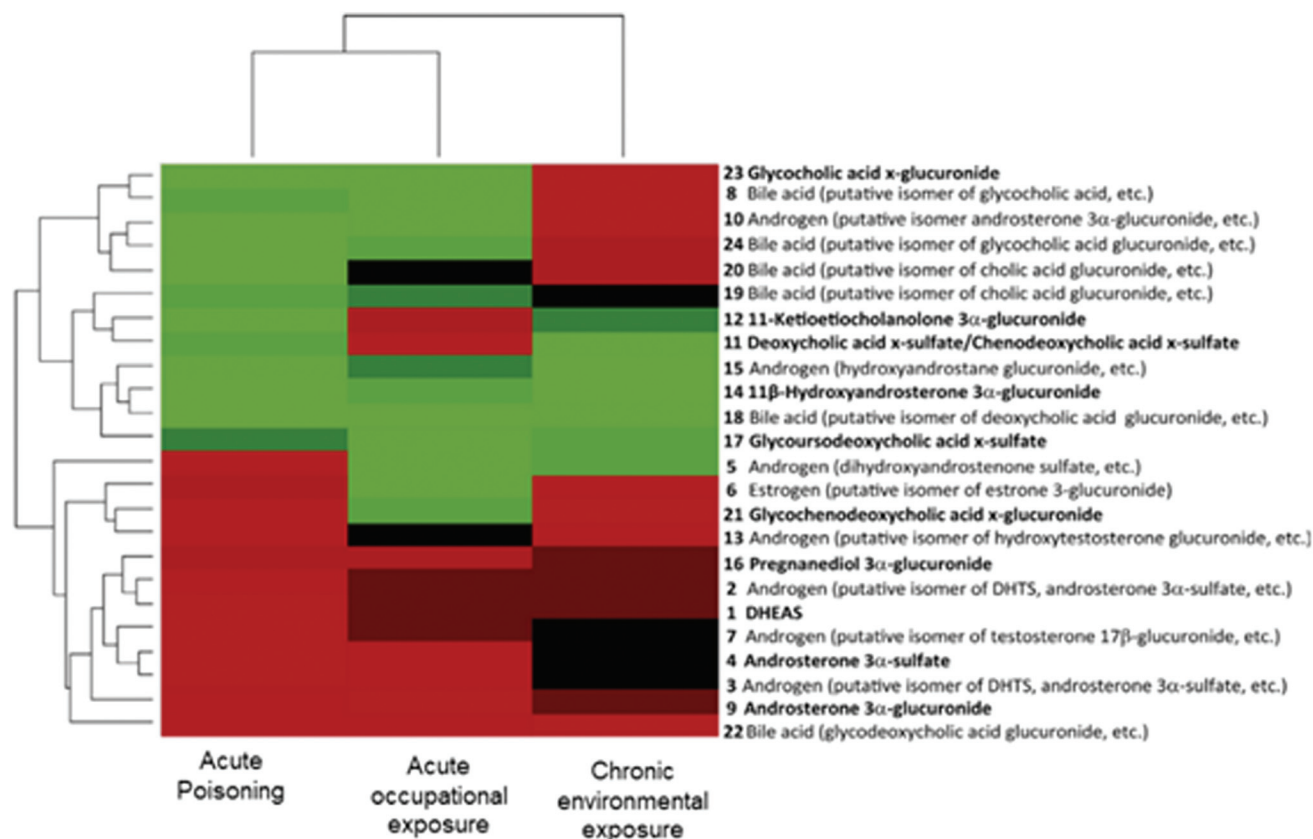 23 Glycocholic acid x-glucuronide
8 Bile acid (putative isomer of glycocholic acid, etc.)
10 Androgen (putative isomer androsterone 3α-glucuronide, etc.)
24 Bile acid (putative isomer of glycocholic acid glucuronide, etc.)
20 Bile acid (putative isomer of cholic acid glucuronide, etc.)
19 Bile acid (putative isomer of cholic acid glucuronide, etc.)
12 11-Ketioetiocholanolone 3α-glucuronide
11 Deoxycholic acid x-sulfate/Chenodeoxycholic acid x-sulfate
15 Androgen (hydroxyandrostane glucuronide, etc.)
14 11β-Hydroxyandrosterone 3α-glucuronide
18 Bile acid (putative isomer of deoxycholic acid glucuronide, etc.)
17 Glycoursodeoxycholic acid x-sulfate
5 Androgen (dihydroxyandrostenone sulfate, etc.)
6 Estrogen (putative isomer of estrone 3-glucuronide)
21 Glycochenodeoxycholic acid x-glucuronide
13 Androgen (putative isomer of hydroxytestosterone glucuronide, etc.)
16 Pregnanediol 3α-glucuronide
2 Androgen (putative isomer of DHTS, androsterone 3α-sulfate, etc.)
1 DHEAS
7 Androgen (putative isomer of testosterone 17β-glucuronide, etc.)
4 Androsterone 3α-sulfate
3 Androgen (putative isomer of DHTS, androsterone 3α-sulfate, etc.)
9 Androsterone 3α-glucuronide
22 Bile acid (glycodeoxycholic acid glucuronide, etc.)
Acute
Poisoning
Acute
occupational
exposure
Chronic
environmental
exposure